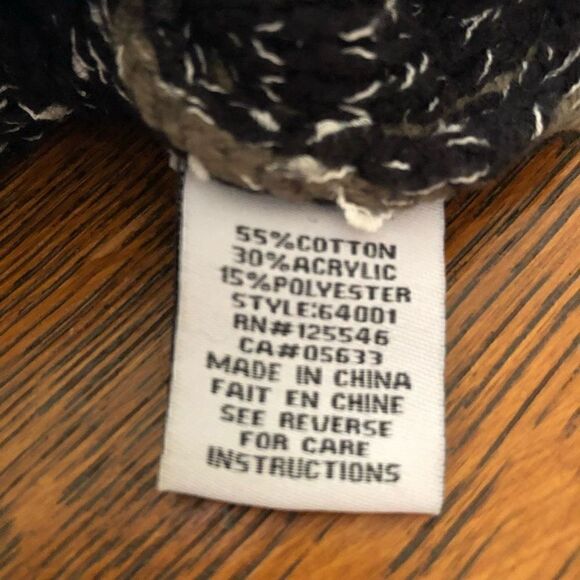 55%COTTON
30%ACRYLIC
15%POLYESTER
STYLE:64001
RN#125546
CA#05633
MADE IN CHINA
FAIT EN CHINE
SEE REVERSE
FOR CARE
INSTRUCTIONS